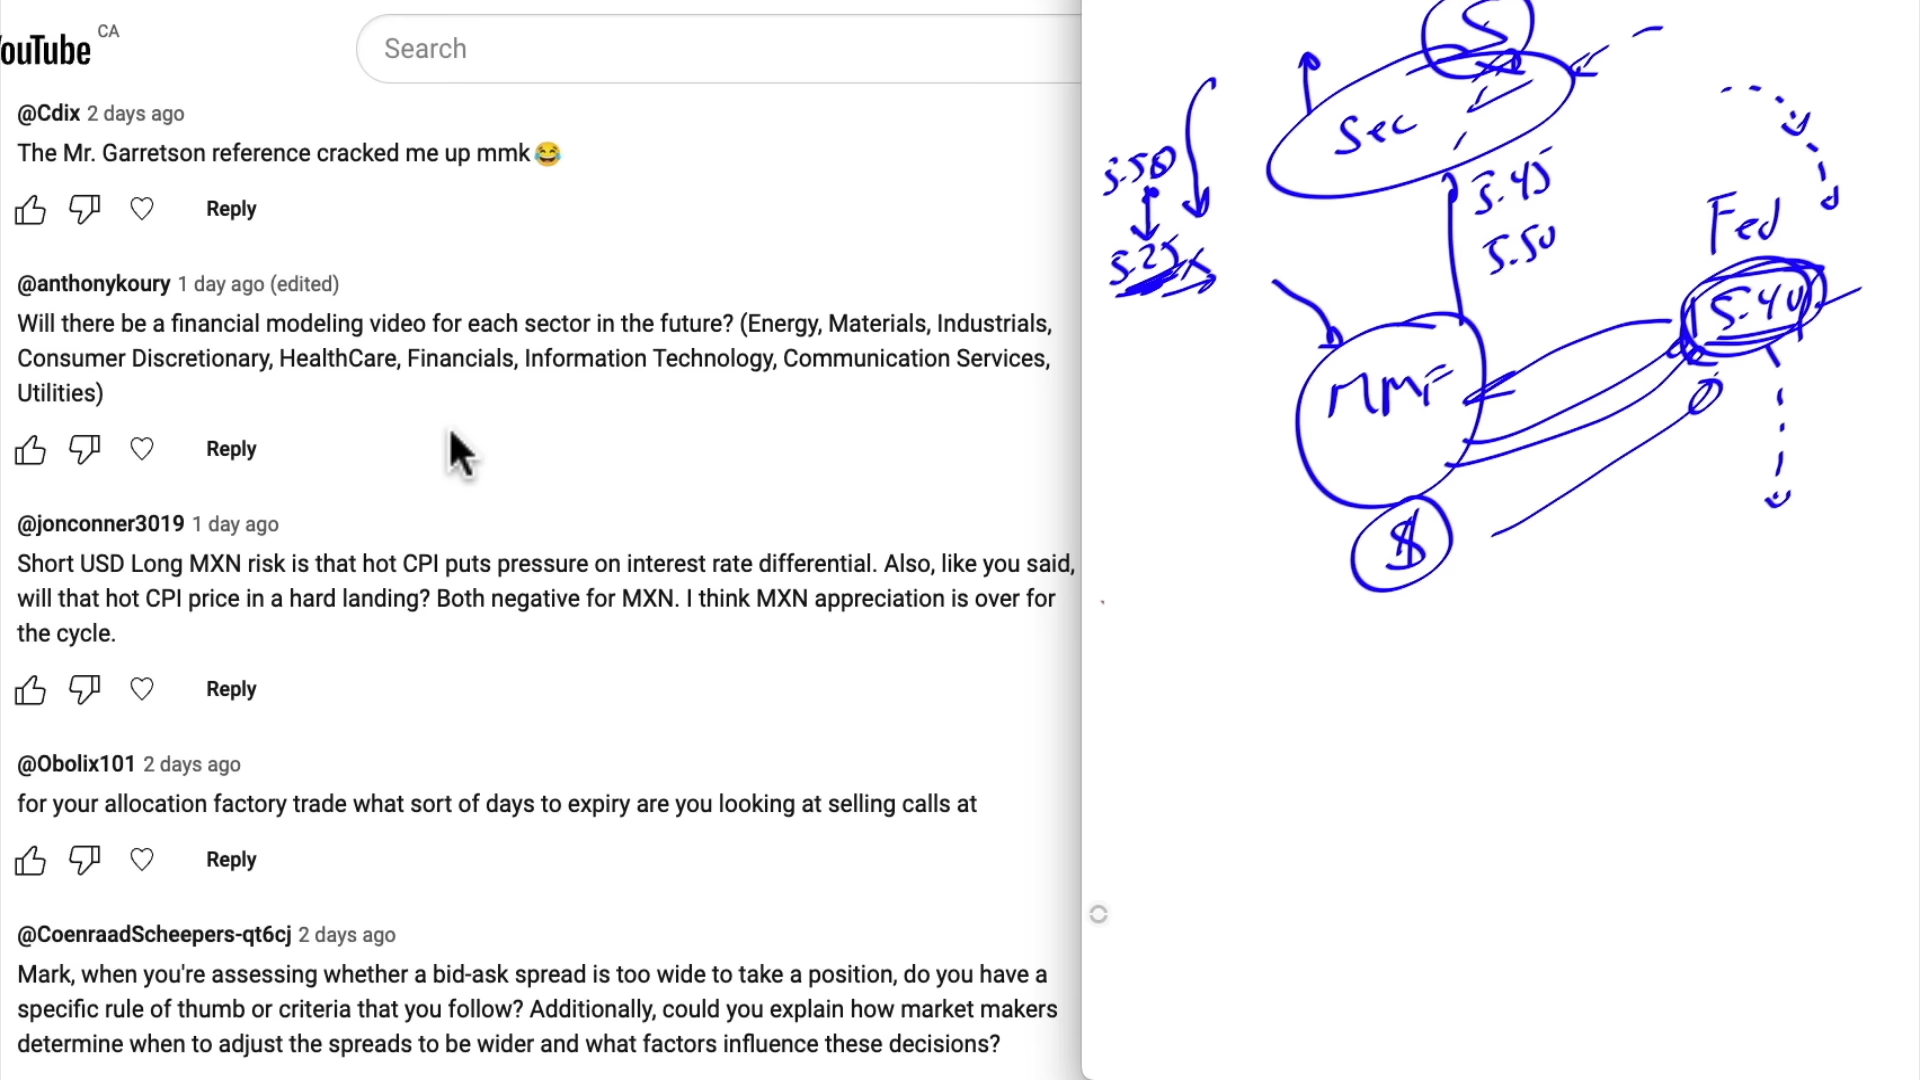 ouTube CA
Search
@Cdix 2 days ago
The Mr. Garretson reference cracked me up mmk😂
Reply
@anthonykoury 1 day ago (edited)
Will there be a financial modeling video for each sector in the future? (Energy, Materials, Industrials,
Consumer Discretionary, HealthCare, Financials, Information Technology, Communication Services,
Utilities)
Reply
@jonconner3019 1 day ago
Short USD Long MXN risk is that hot CPI puts pressure on interest rate differential. Also, like you said,
will that hot CPI price in a hard landing? Both negative for MXN. I think MXN appreciation is over for
the cycle.
Reply
@Obolix101 2 days ago
for your allocation factory trade what sort of days to expiry are you looking at selling calls at
Reply
@CoenraadScheepers-qt6cj 2 days ago
Mark, when you're assessing whether a bid-ask spread is too wide to take a position, do you have a
specific rule of thumb or criteria that you follow? Additionally, could you explain how market makers
determine when to adjust the spreads to be wider and what factors influence these decisions?
S
Sec
5.50
5.25
5.45
5.50
Fed
5.40
MMF
$